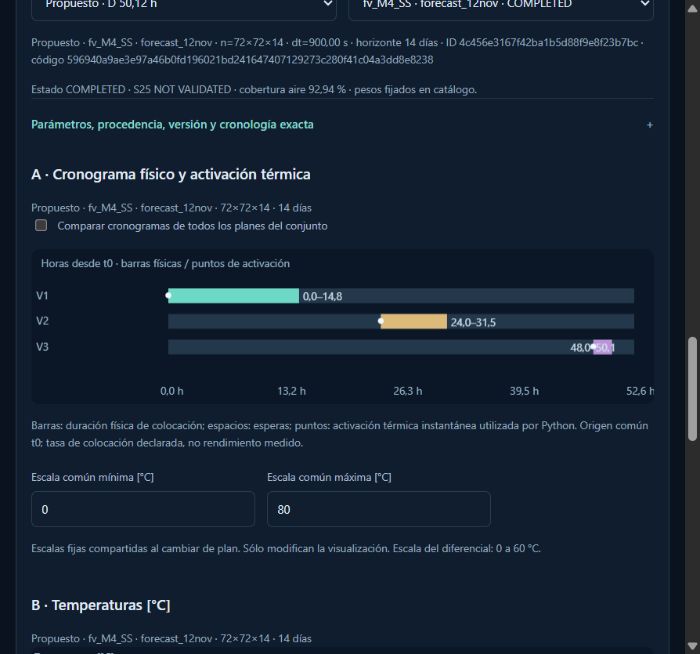 Propuesto · D 50,12 h
fv_M4_SS · forecast_12nov · COMPLETED
Propuesto · fv_M4_SS · forecast_12nov · n=72×72×14 · dt=900,00 s · horizonte 14 días · ID 4c456e3167f42ba1b5d88f9e8f23b7bc ·
código 596940a9ae3e97a46b0fd196021bd241647407129273c280f41c04a3dd8e8238
Estado COMPLETED · S25 NOT VALIDATED · cobertura aire 92,94 % · pesos fijados en catálogo.
Parámetros, procedencia, versión y cronología exacta
+
A · Cronograma físico y activación térmica
Propuesto · fv_M4_SS · forecast_12nov · 72×72×14 · 14 días
Comparar cronogramas de todos los planes del conjunto
Horas desde t0 · barras físicas / puntos de activación
V1
0,0–14,8
V2
24,0–31,5
V3
48,0–50,1
0,0 h
13,2 h
26,3 h
39,5 h
52,6 h
Barras: duración física de colocación; espacios: esperas; puntos: activación térmica instantánea utilizada por Python. Origen común
t0; tasa de colocación declarada, no rendimiento medido.
Escala común mínima [°C]
Escala común máxima [°C]
0
80
Escalas fijas compartidas al cambiar de plan. Sólo modifican la visualización. Escala del diferencial: 0 a 60 °C.
B · Temperaturas [°C]
Propuesto · fv_M4_SS · forecast_12nov · 72×72×14 · 14 días